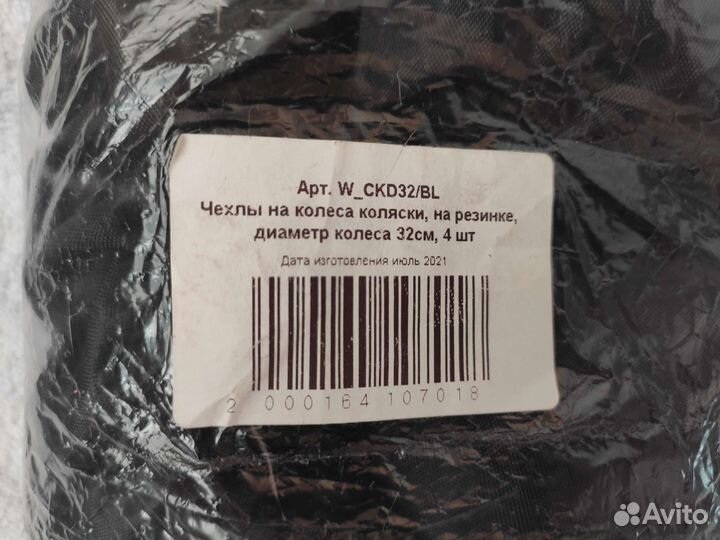 Арт. W_CKD32/BL
Чехлы на колеса коляски, на резинке,
диаметр колеса 32см, 4 шт
Дата изготовления июль 2021
2 000164 107018
Avito